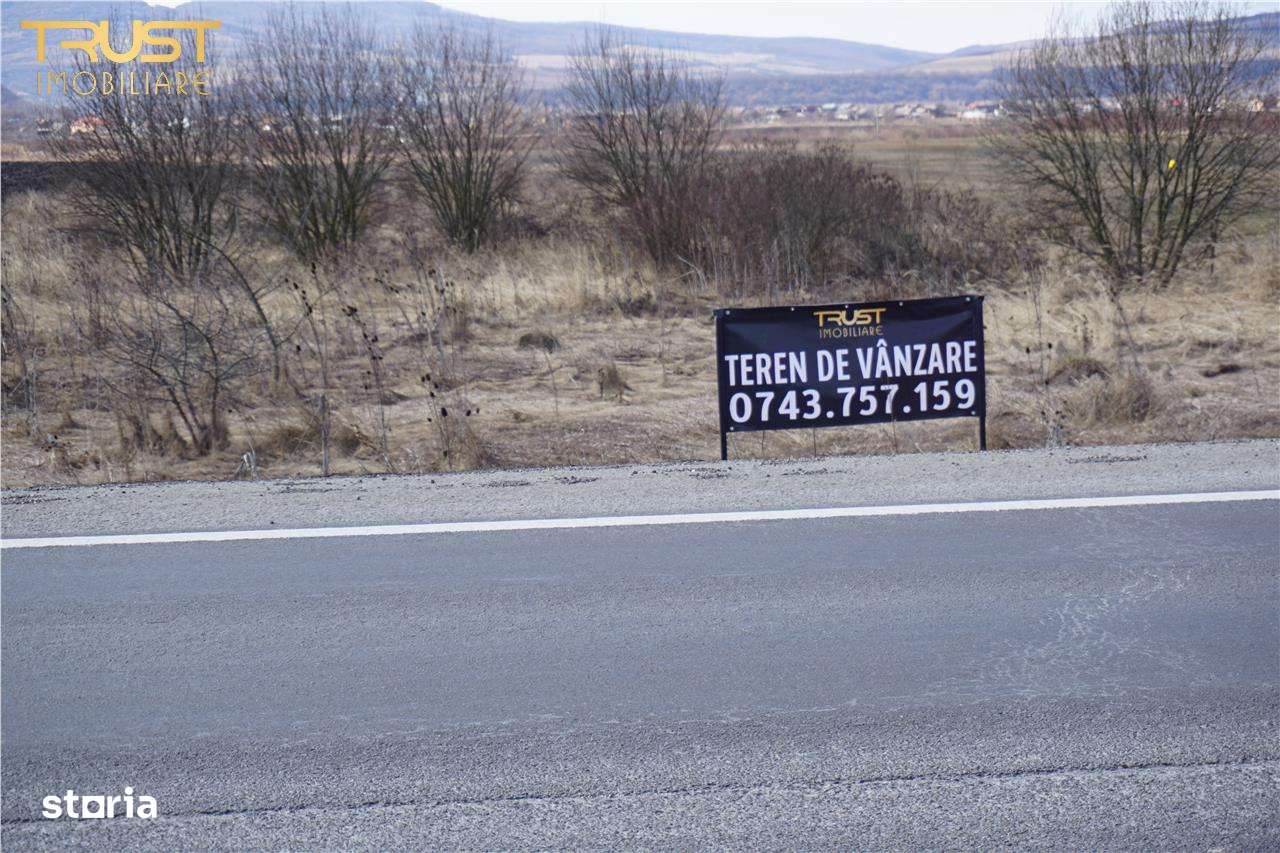 TRUST
IMOBILIARE
TRUST
IMOBILIARE
TEREN DE VÂNZARE
0743.757.159
storia